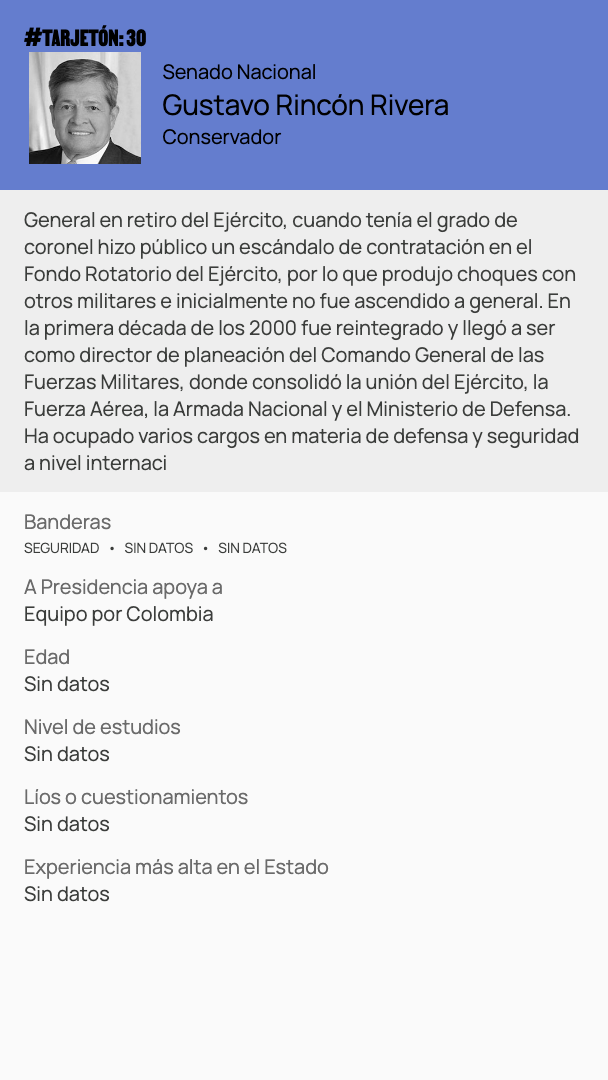 #TARJETÓN: 30
Senado Nacional
Gustavo Rincón Rivera
Conservador
General en retiro del Ejército, cuando tenía el grado de
coronel hizo público un escándalo de contratación en el
Fondo Rotatorio del Ejército, por lo que produjo choques con
otros militares e inicialmente no fue ascendido a general. En
la primera década de los 2000 fue reintegrado y llegó a ser
como director de planeación del Comando General de las
Fuerzas Militares, donde consolidó la unión del Ejército, la
Fuerza Aérea, la Armada Nacional y el Ministerio de Defensa.
Ha ocupado varios cargos en materia de defensa y seguridad
a nivel internaci
Banderas
SEGURIDAD • SIN DATOS • SIN DATOS
A Presidencia apoya a
Equipo por Colombia
Edad
Sin datos
Nivel de estudios
Sin datos
Líos o cuestionamientos
Sin datos
Experiencia más alta en el Estado
Sin datos